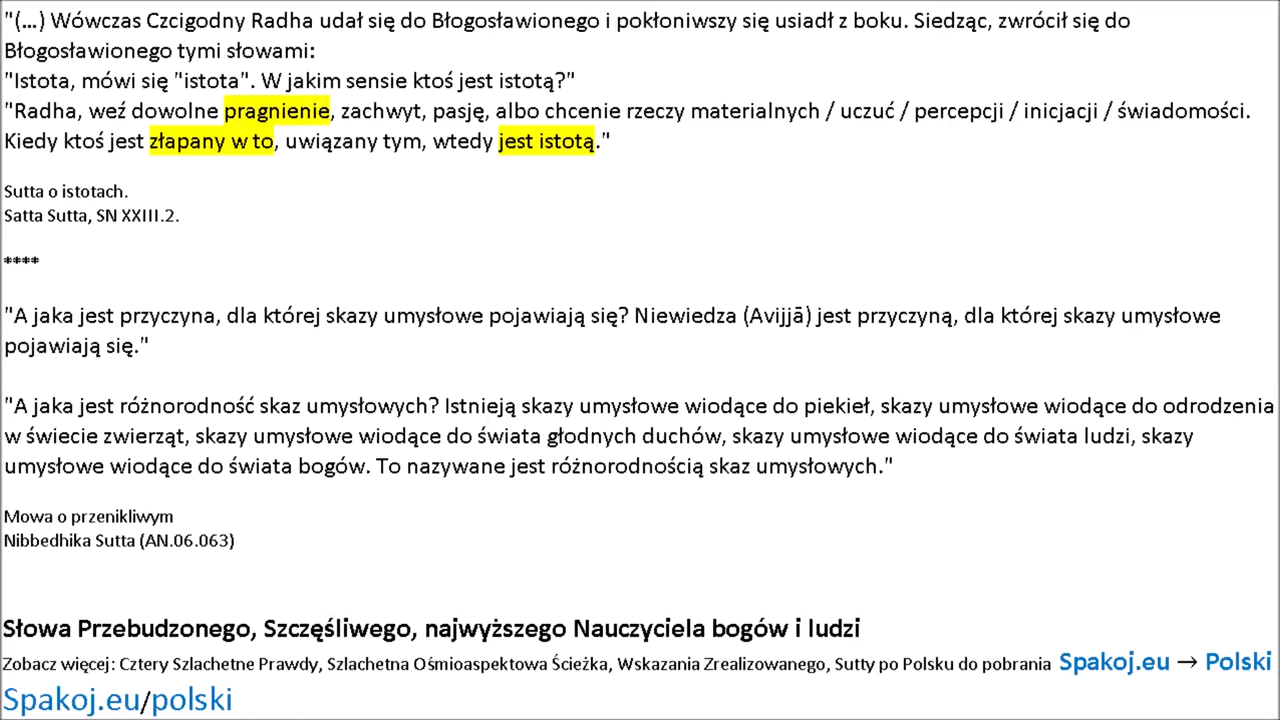 "(...) Wówczas Czcigodny Radha udał się do Błogosławionego i pokłoniwszy się usiadł z boku. Siedząc, zwrócił się do
Błogosławionego tymi słowami:
"Istota, mówi się "istota". W jakim sensie ktoś jest istotą?"
"Radha, weź dowolne pragnienie, zachwyt, pasję, albo chcenie rzeczy materialnych / uczuć / percepcji / inicjacji / świadomości.
Kiedy ktoś jest złapany w to, uwiązany tym, wtedy jest istotą."
Sutta o istotach.
Satta Sutta, SN XXIII.2.
****
"A jaka jest przyczyna, dla której skazy umysłowe pojawiają się? Niewiedza (Avijjā) jest przyczyną, dla której skazy umysłowe
pojawiają się."
"A jaka jest różnorodność skaz umysłowych? Istnieją skazy umysłowe wiodące do piekieł, skazy umysłowe wiodące do odrodzenia
w świecie zwierząt, skazy umysłowe wiodące do świata głodnych duchów, skazy umysłowe wiodące do świata ludzi, skazy
umysłowe wiodące do świata bogów. To nazywane jest różnorodnością skaz umysłowych."
Mowa o przenikliwym
Nibbedhika Sutta (AN.06.063)
Słowa Przebudzonego, Szczęśliwego, najwyższego Nauczyciela bogów i ludzi
Zobacz więcej: Cztery Szlachetne Prawdy, Szlachetna Ośmioaspektowa Ścieżka, Wskazania Zrealizowanego, Sutty po Polsku do pobrania Spakoj.eu → Polski
Spakoj.eu/polski